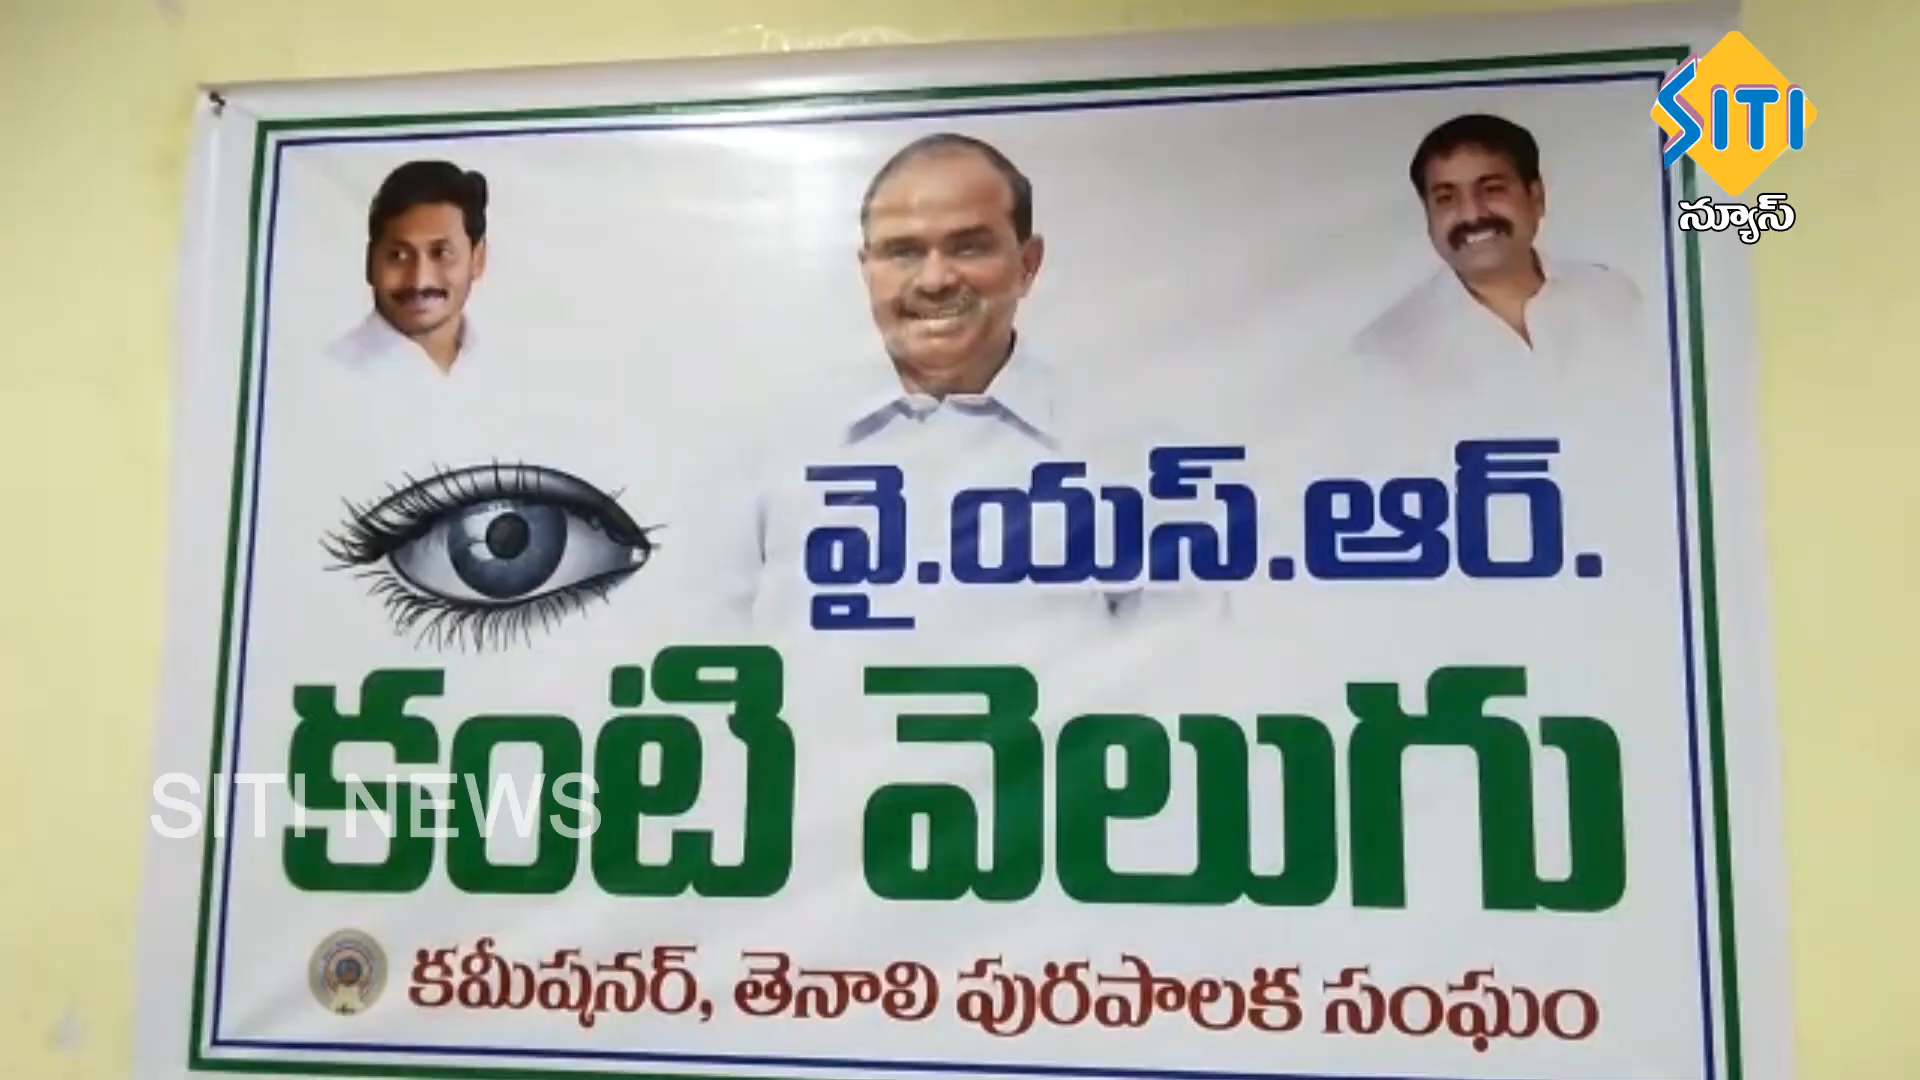 SITI
న్యూస్
వై.యస్.ఆర్.
కంటి వెలుగు
SITI NEWS
కమీషనర్, తెనాలి పురపాలక సంఘం